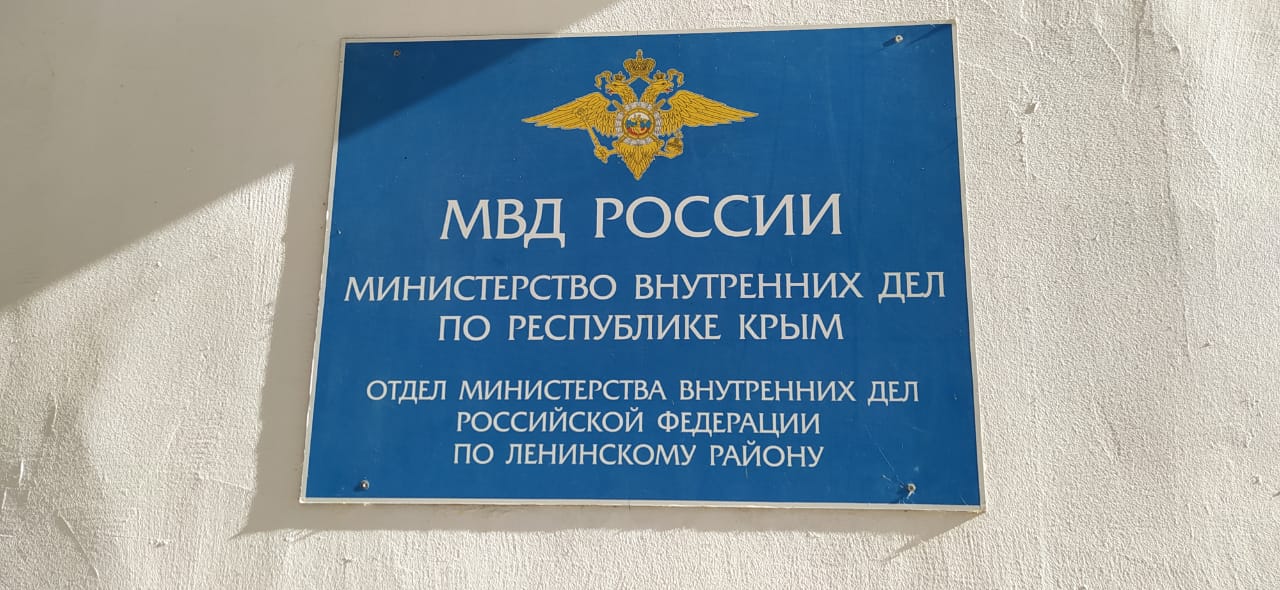 МВД РОССИИ
МИНИСТЕРСТВО ВНУТРЕННИХ ДЕЛ
ПО РЕСПУБЛИКЕ КРЫМ
ОТДЕЛ МИНИСТЕРСТВА ВНУТРЕННИХ ДЕЛ
РОССИЙСКОЙ ФЕДЕРАЦИИ
ПО ЛЕНИНСКОМУ РАЙОНУ